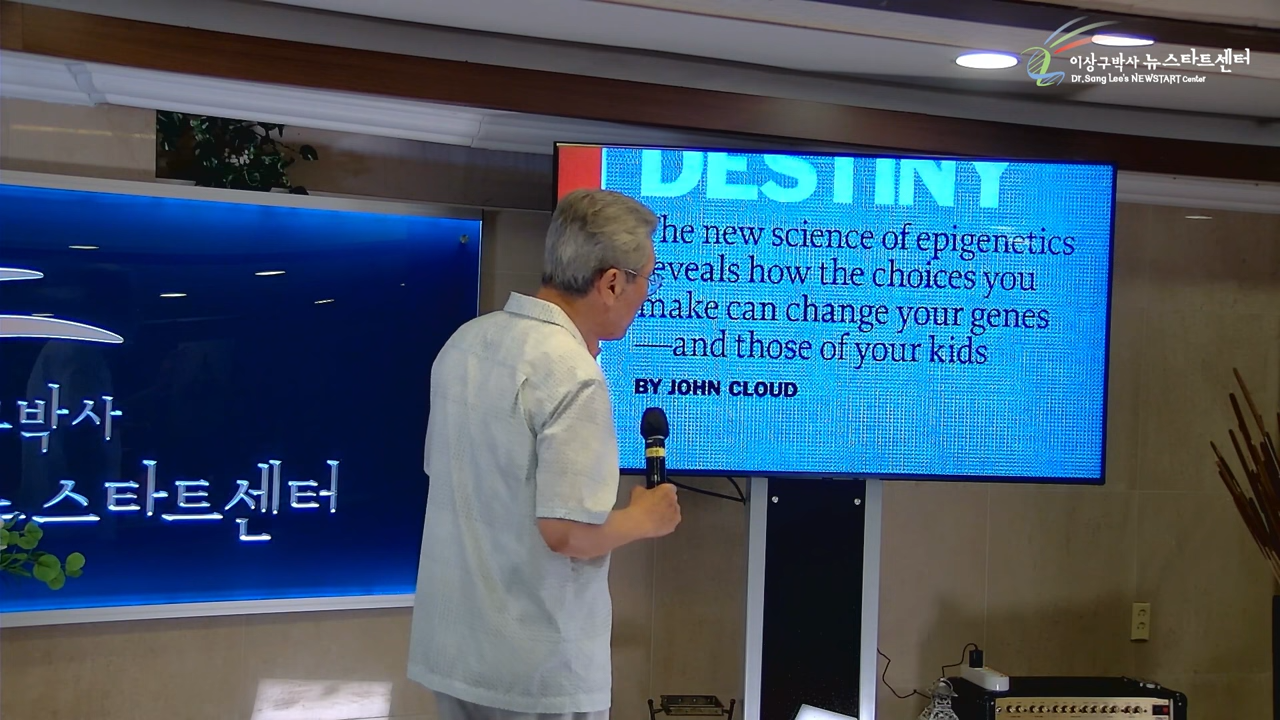 이상구박사 뉴스타트센터
Dr. Sang Lee's NEWSTART Center
DESTINY
he new science of epigenetics
eveals how the choices you
make can change your genes
—and those of your kids
BY JOHN CLOUD
박사
스타트센터